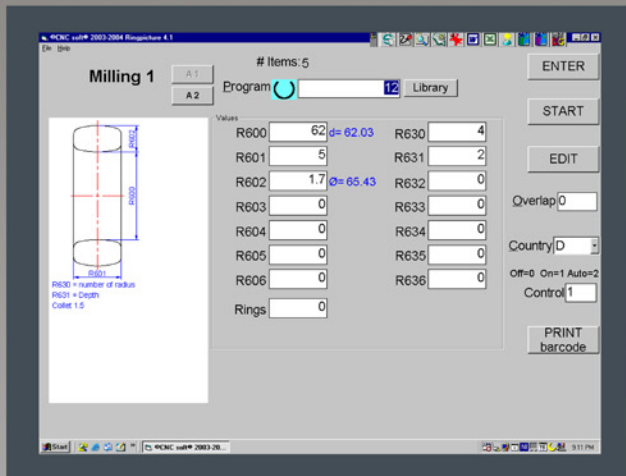 ©CNC soft® 2003-2004 Ringpicture 4.1
File Help
Milling 1
A 1
A 2
# Items: 5
Program
12
Library
ENTER
START
EDIT
Overlap 0
Country D
Off=0 On=1 Auto=2
Control 1
PRINT
barcode
Values
R600 62 d= 62.03 R630 4
R601 5 R631 2
R602 1.7 Ø= 65.43 R632 0
R603 0 R633 0
R604 0 R634 0
R605 0 R635 0
R606 0 R636 0
Rings 0
R602
R600
R601
R630 = number of radius
R631 = Depth
Collet 1.5
Start
©CNC soft® 2003-20...
9:11 PM